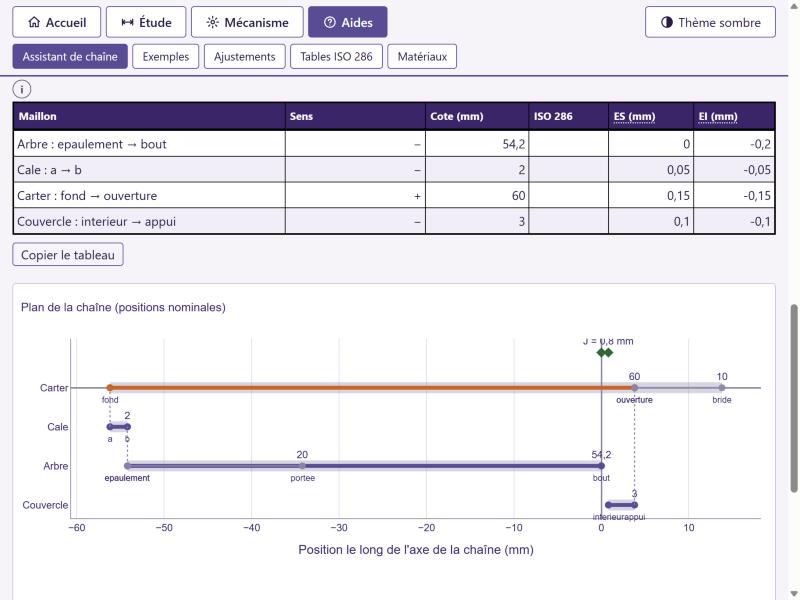 Accueil Étude Mécanisme Aides Thème sombre
Assistant de chaîne Exemples Ajustements Tables ISO 286 Matériaux
i
Maillon Sens Cote (mm) ISO 286 ES (mm) EI (mm)
Arbre : epaulement → bout – 54,2 0 -0,2
Cale : a → b – 2 0,05 -0,05
Carter : fond → ouverture + 60 0,15 -0,15
Couvercle : interieur → appui – 3 0,1 -0,1
Copier le tableau
Plan de la chaîne (positions nominales)
J = 0,8 mm
60 10
Carter
fond ouverture bride
2
Cale
a b
20 54,2
Arbre
epaulement portee bout
3
Couvercle
interieur appui
−60 −50 −40 −30 −20 −10 0 10
Position le long de l'axe de la chaîne (mm)